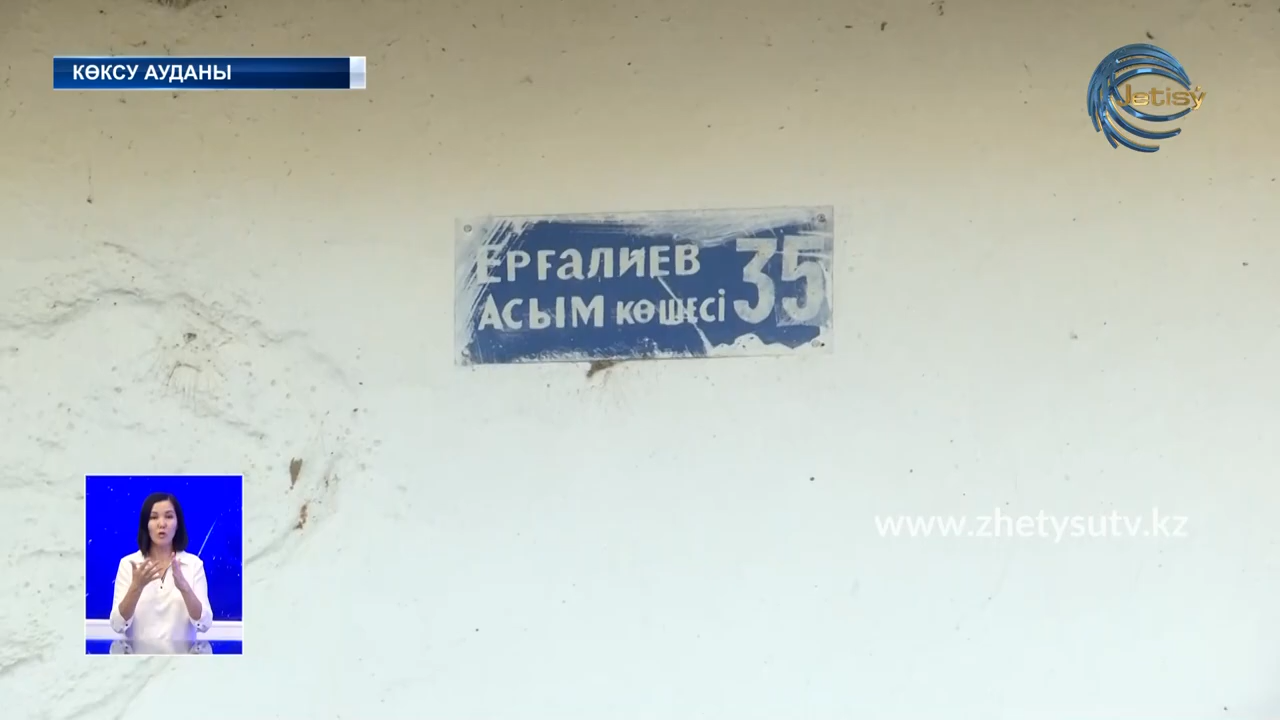 КӨКСУ АУДАНЫ
Jetisý
ЕРҒАЛИЕВ
АСЫМ КӨШЕСІ 35
www.zhetysutv.kz